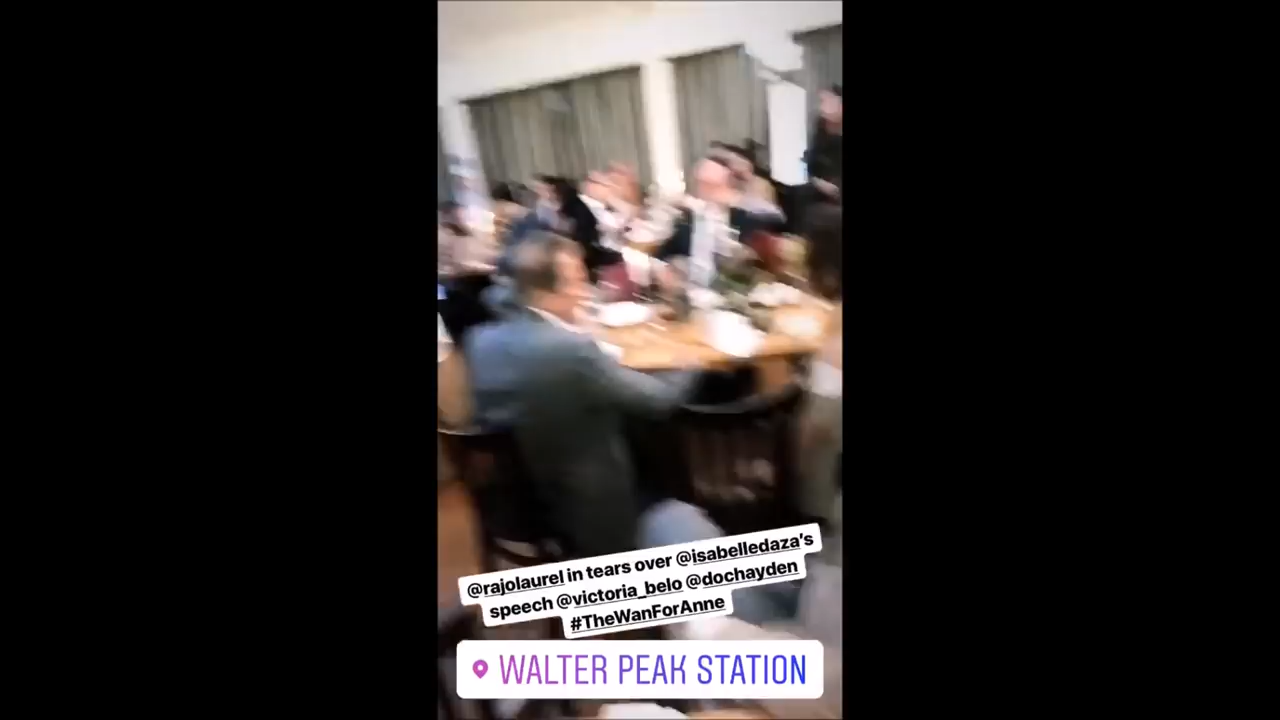 @rajolaurel in tears over @isabelledaza's
speech @victoria_belo @dochayden
#TheWanForAnne
WALTER PEAK STATION